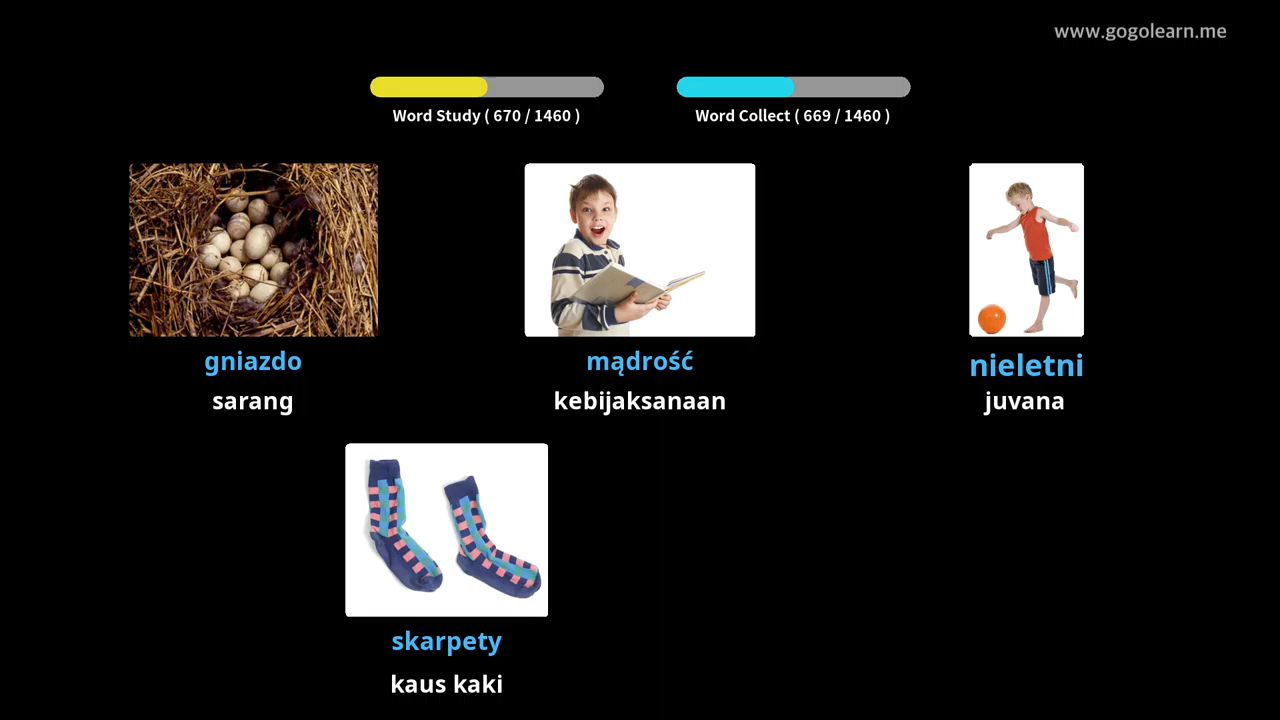 www.gogolearn.me
Word Study ( 670 / 1460 )
Word Collect ( 669 / 1460 )
gniazdo
sarang
mądrość
kebijaksanaan
nieletni
juvana
skarpety
kaus kaki